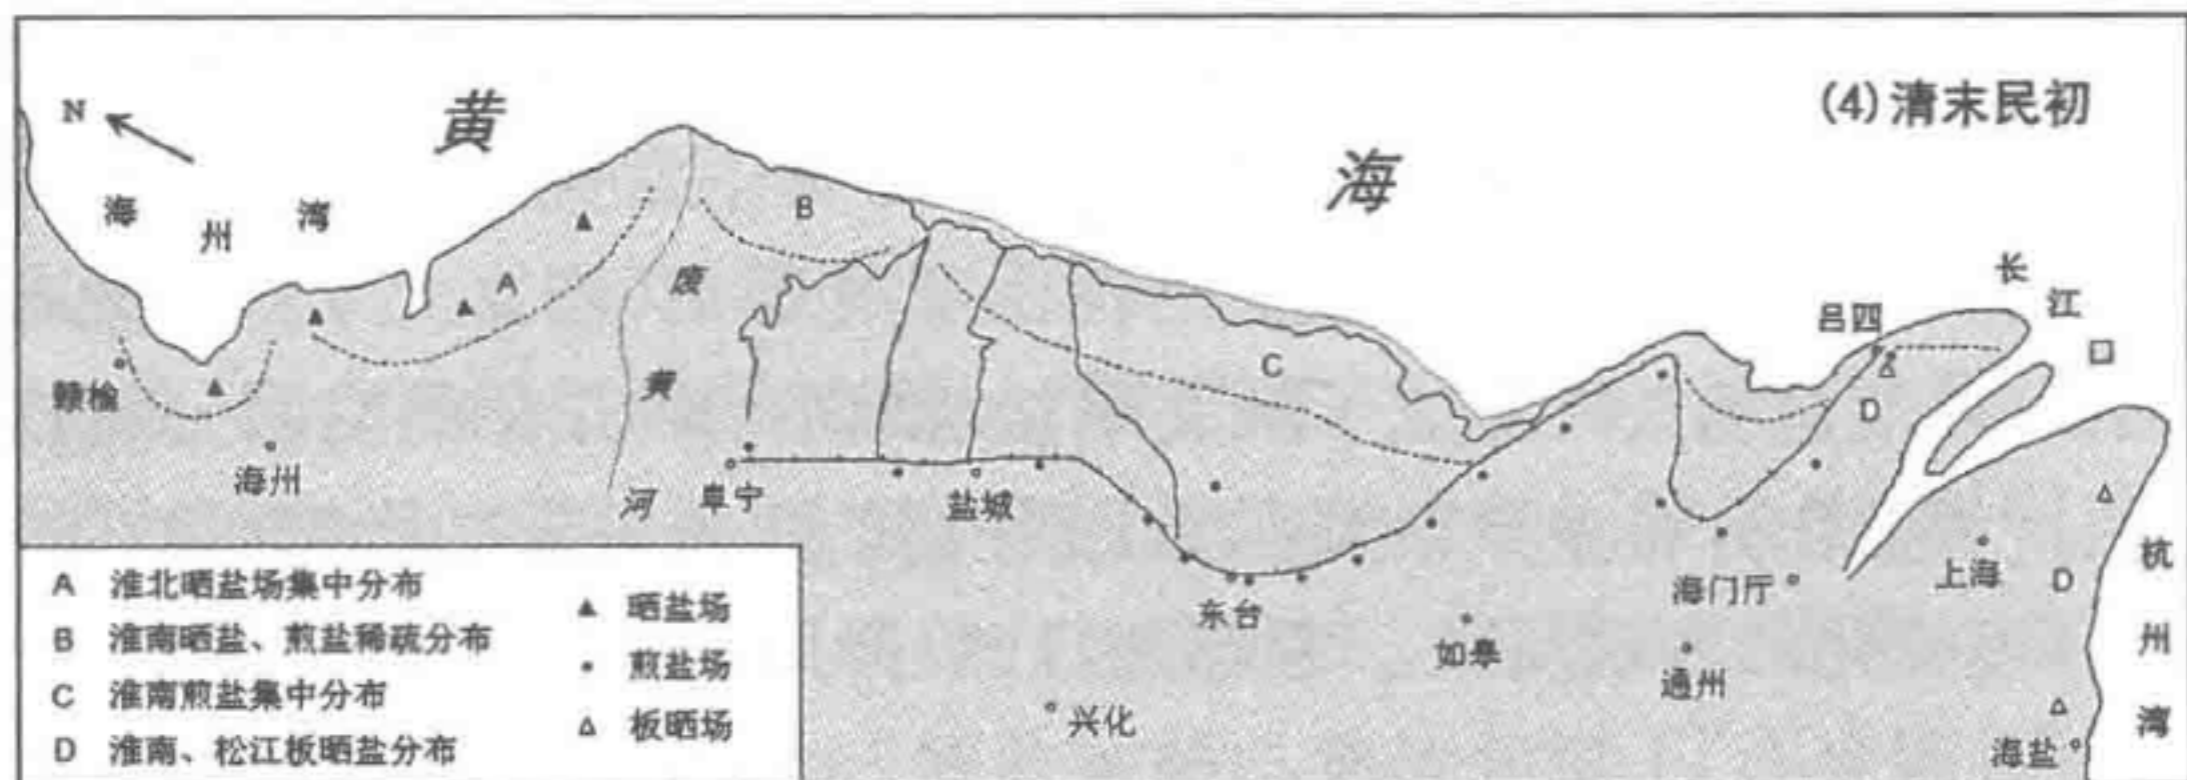 (4)清末民初
N
黄
海
海州湾
长江口
吕四
A
B
C
D
D
废黄河
赣榆
海州
阜宁
盐城
东台
如皋
海门厅
通州
上海
兴化
海盐
杭州湾
A 淮北晒盐场集中分布
B 淮南晒盐、煎盐稀疏分布
C 淮南煎盐集中分布
D 淮南、松江板晒盐分布
晒盐场
煎盐场
板晒场